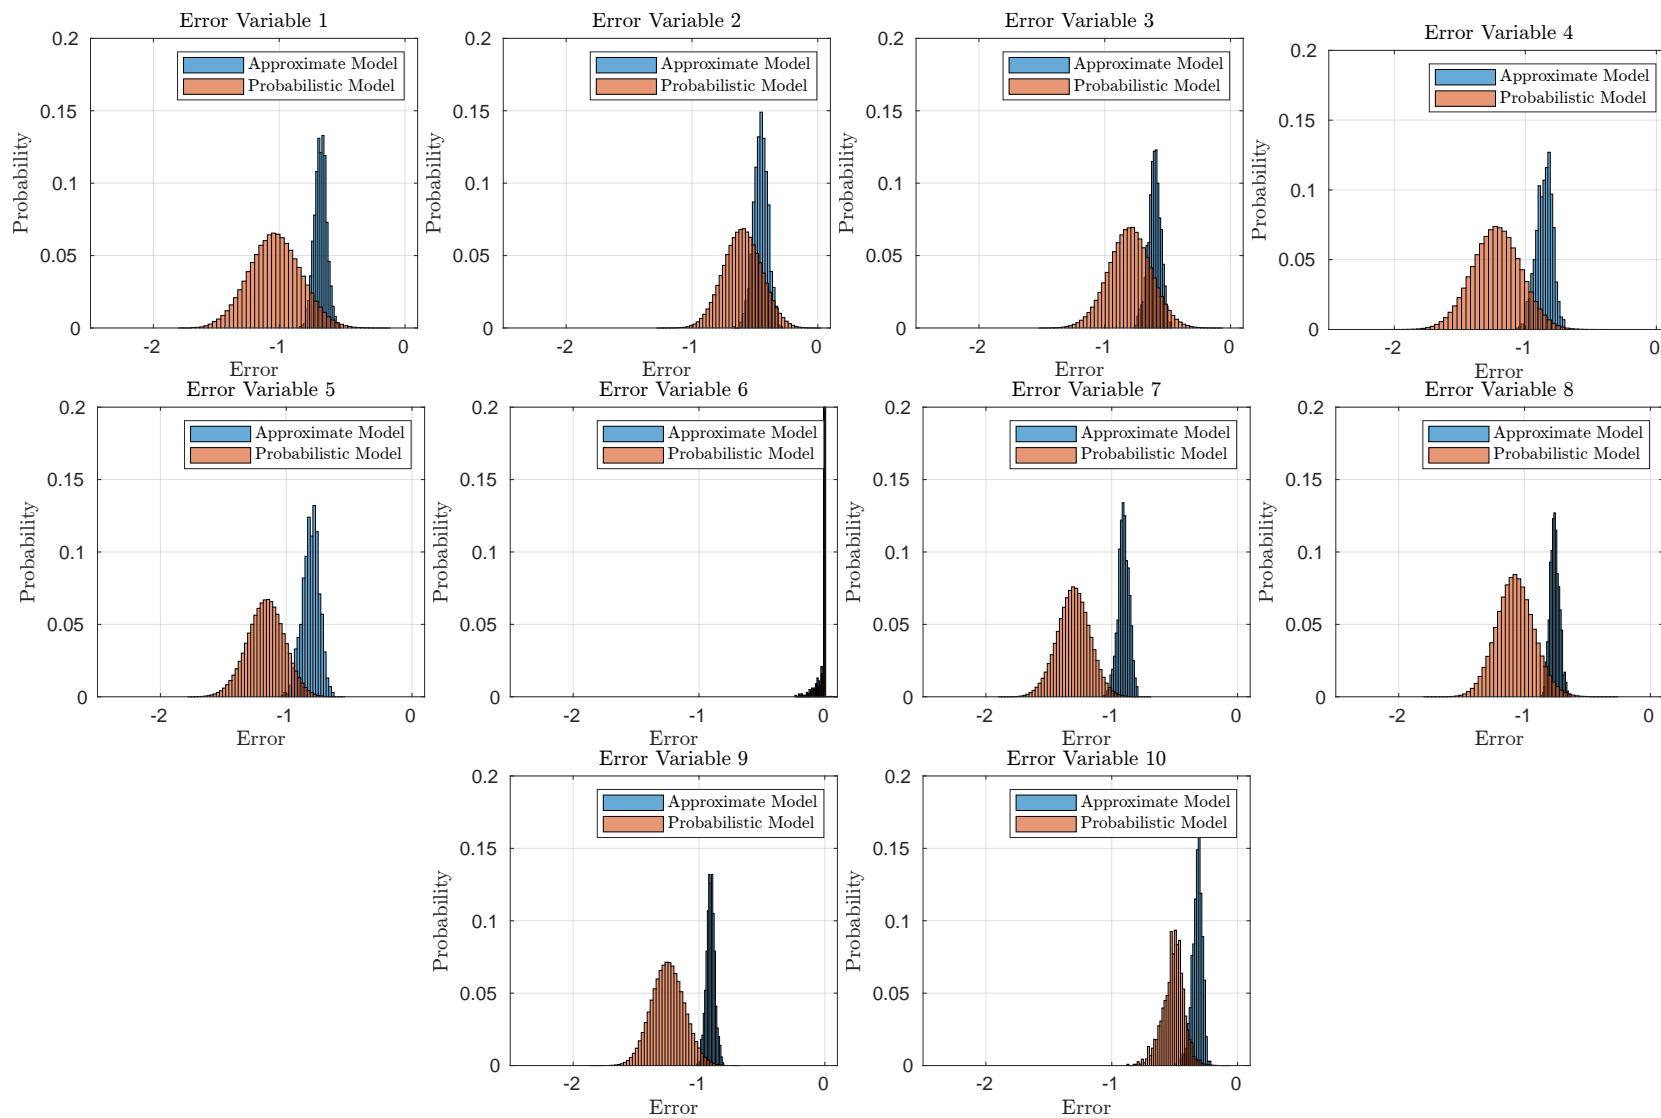 Error Variable 1
0.2
0.15
0.1
0.05
0
Probability
Approximate Model
Probabilistic Model
-2
-1
0
Error
Error Variable 2
0.2
0.15
0.1
0.05
0
Probability
Approximate Model
Probabilistic Model
-2
-1
0
Error
Error Variable 3
0.2
0.15
0.1
0.05
0
Probability
Approximate Model
Probabilistic Model
-2
-1
0
Error
Error Variable 4
0.2
0.15
0.1
0.05
0
Probability
Approximate Model
Probabilistic Model
-2
-1
0
Error
Error Variable 5
0.2
0.15
0.1
0.05
0
Probability
Approximate Model
Probabilistic Model
-2
-1
0
Error
Error Variable 6
0.2
0.15
0.1
0.05
0
Probability
Approximate Model
Probabilistic Model
-2
-1
0
Error
Error Variable 7
0.2
0.15
0.1
0.05
0
Probability
Approximate Model
Probabilistic Model
-2
-1
0
Error
Error Variable 8
0.2
0.15
0.1
0.05
0
Probability
Approximate Model
Probabilistic Model
-2
-1
0
Error
Error Variable 9
0.2
0.15
0.1
0.05
0
Probability
Approximate Model
Probabilistic Model
-2
-1
0
Error
Error Variable 10
0.2
0.15
0.1
0.05
0
Probability
Approximate Model
Probabilistic Model
-2
-1
0
Error